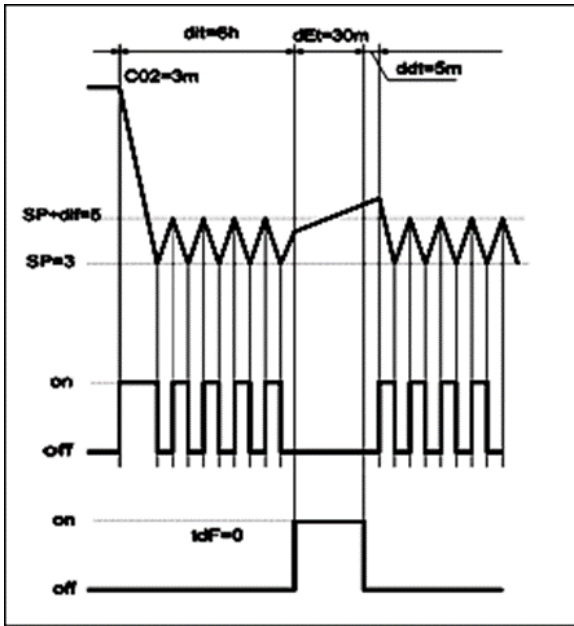 dit=6h
dEt=30m
ddt=5m
C02=3m
SP+dif=5
SP=3
on
off
on
tdF=0
off